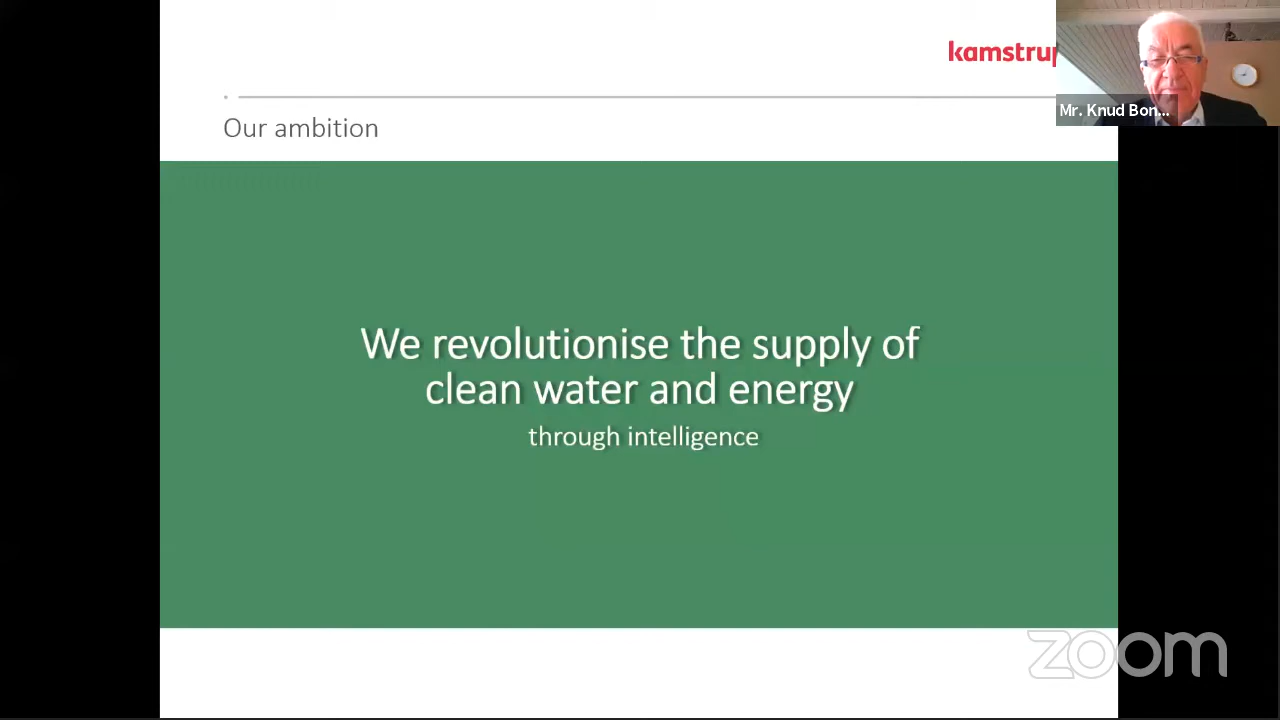 kamstrup
Mr. Knud Bon...
Our ambition
We revolutionise the supply of
clean water and energy
through intelligence
zoom